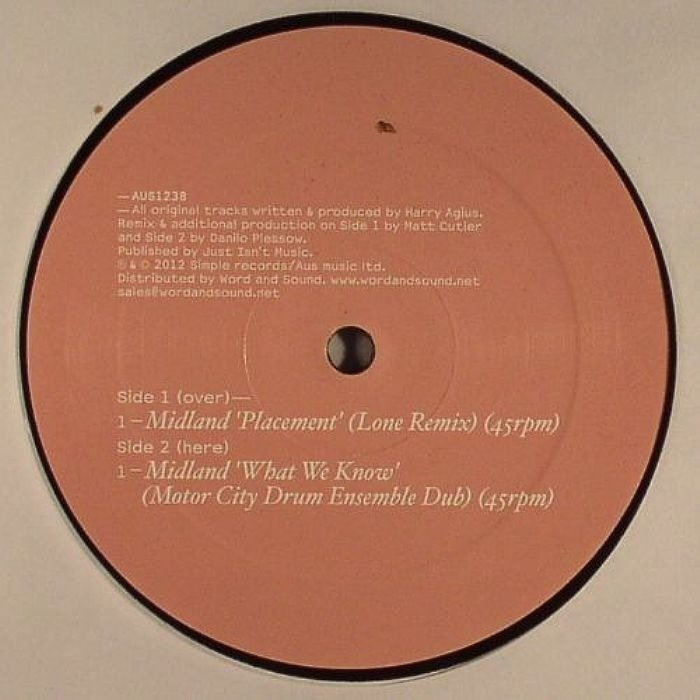 —AUS1238
—All original tracks written & produced by Harry Agius.
Remix & additional production on Side 1 by Matt Cutler
and Side 2 by Danilo Plessow.
Published by Just Isn't Music.
℗ & © 2012 Simple records/Aus music ltd.
Distributed by Word and Sound. www.wordandsound.net
sales@wordandsound.net
Side 1 (over)—
1–Midland 'Placement' (Lone Remix) (45rpm)
Side 2 (here)
1–Midland 'What We Know'
(Motor City Drum Ensemble Dub) (45rpm)